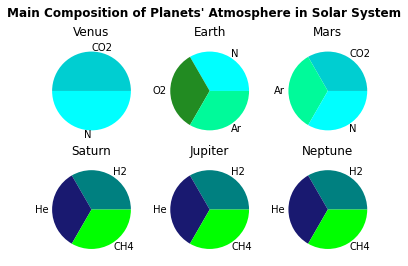 Main Composition of Planets' Atmosphere in Solar System
Venus
CO2
N
Earth
N
O2
Ar
Mars
CO2
Ar
N
Saturn
H2
He
CH4
Jupiter
H2
He
CH4
Neptune
H2
He
CH4